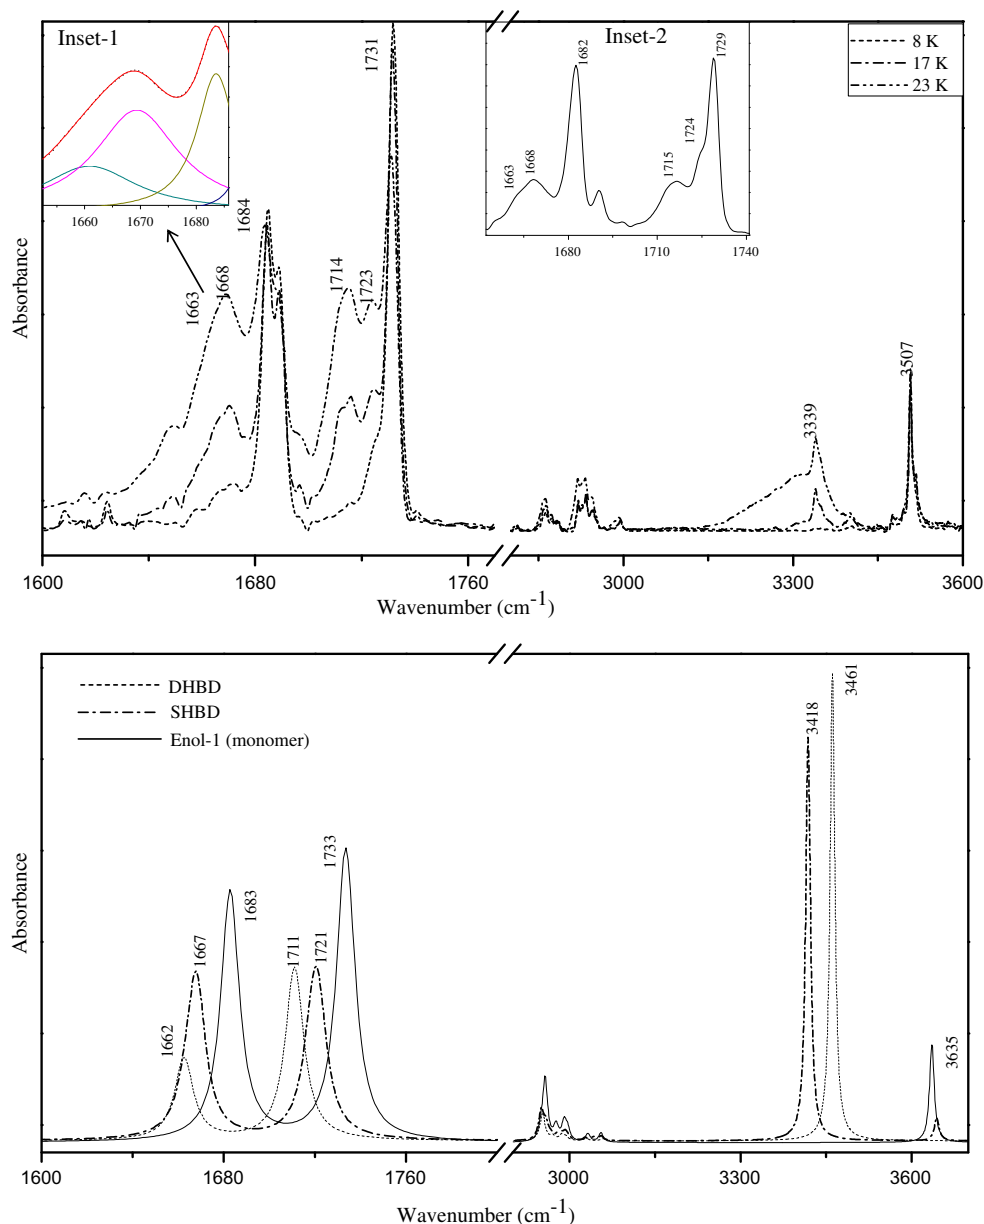 Inset-1
1660 1670 1680
Inset-2
1663
1668
1682
1715
1724
1729
1680 1710 1740
8 K
17 K
23 K
1663
1668
1684
1714
1723
1731
3339
3507
Absorbance
1600 1680 1760 3000 3300 3600
Wavenumber (cm-1)
DHBD
SHBD
Enol-1 (monomer)
1662
1667
1683
1711
1721
1733
3418
3461
3635
Absorbance
1600 1680 1760 3000 3300 3600
Wavenumber (cm-1)